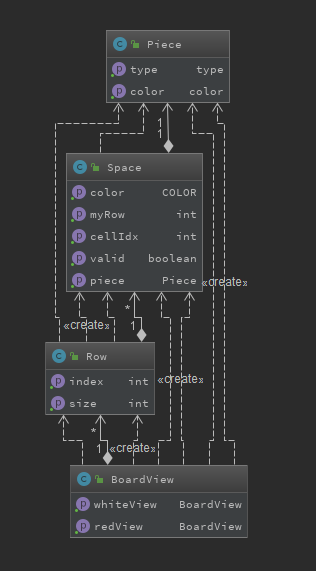 C Piece
p type type
p color color
1
1
C Space
p color COLOR
p myRow int
p cellIdx int
p valid boolean
p piece Piece
«create»
*
«create» 1
C Row
p index int
p size int
«create»
*
1 «create»
C BoardView
p whiteView BoardView
p redView BoardView